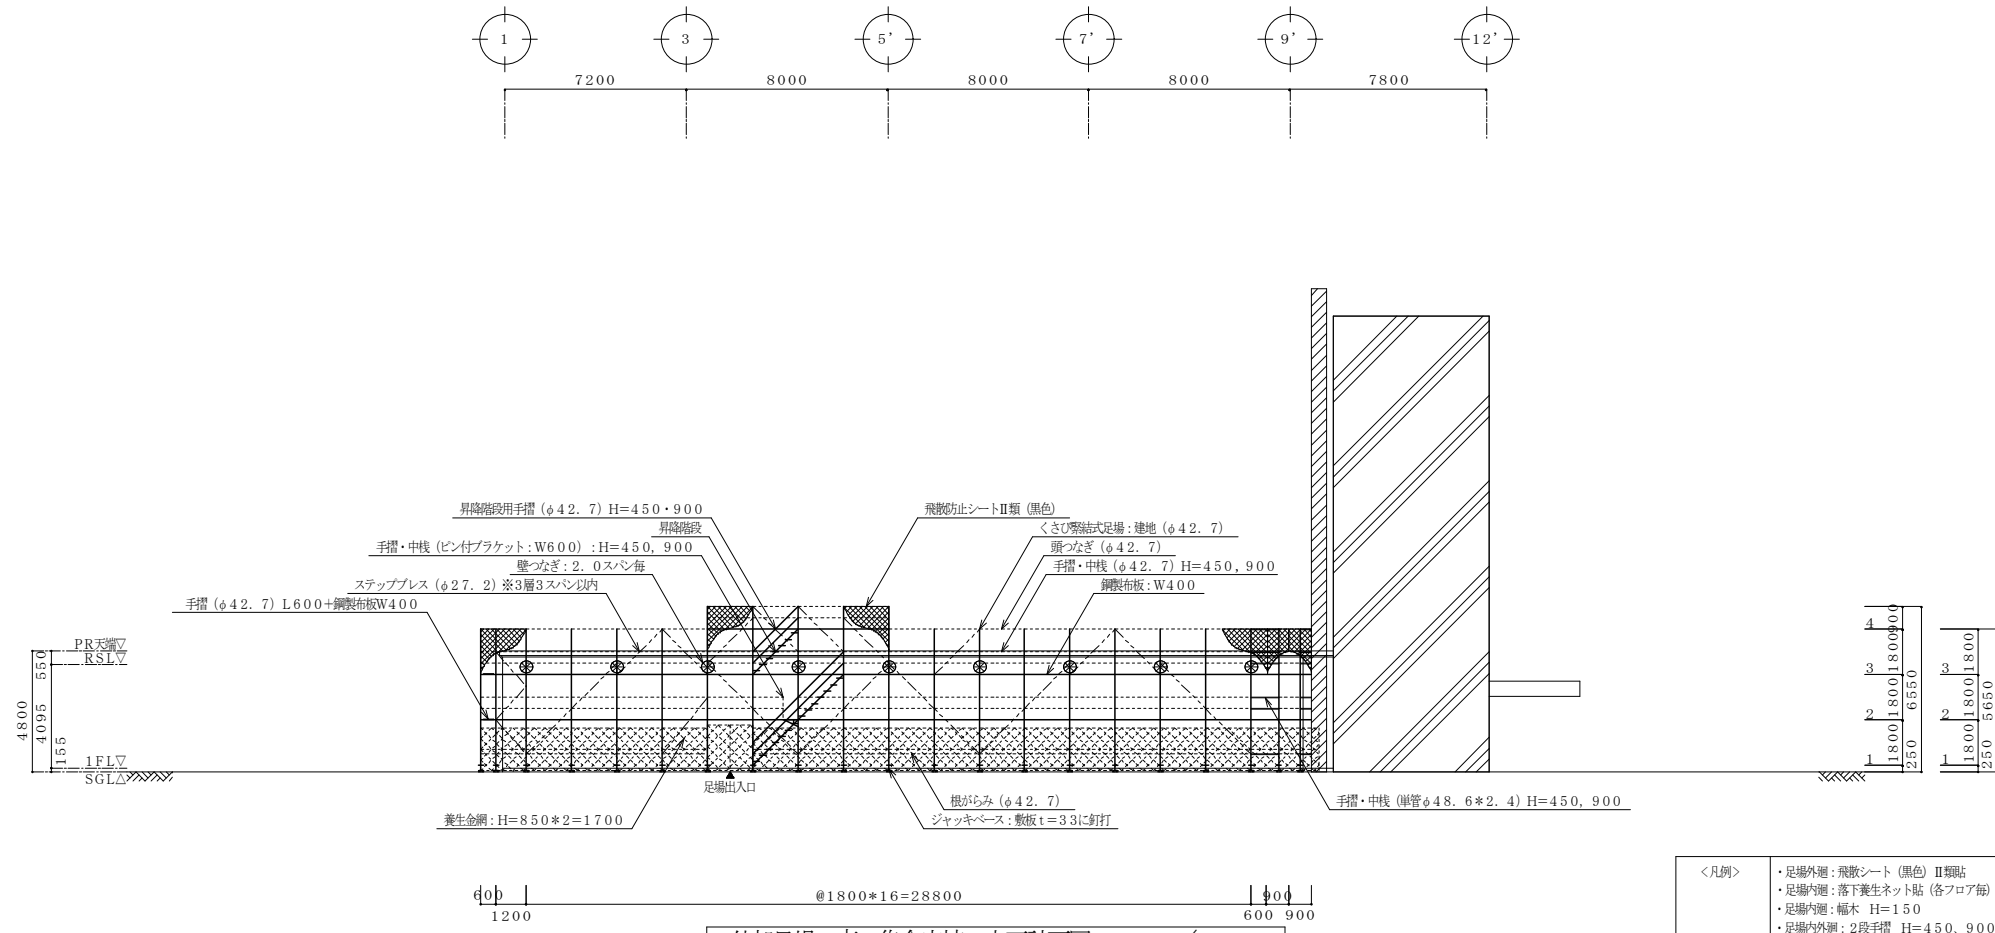 1 3 5’ 7’ 9’ 12’
7200 8000 8000 8000 7800
昇降階段用手摺（φ42．7）H＝450・900
昇降階段
手摺・中桟（ピン付ブラケット：W600）：H＝450，900
壁つなぎ：2．0スパン毎
ステップブレス（φ27．2）※3層3スパン以内
手摺（φ42．7）L600＋鋼製布板W400
飛散防止シートⅡ類（黒色）
くさび緊結式足場：建地（φ42．7）
頭つなぎ（φ42．7）
手摺・中桟（φ42．7）H＝450，900
鋼製布板：W400
PR天端▽
RSL▽
1FL▽
SGL△
4800
4095 550
155
4
3
2
1
1800 1800 1800 900
250 6550
3
2
1
1800 1800 1800
250 5650
足場出入口
養生金網：H＝850*2＝1700
根がらみ（φ42．7）
ジャッキベース：敷板t＝33に釘打
手摺・中桟（単管φ48．6*2．4）H＝450，900
600 @1800*16=28800 900
1200 600 900
＜凡例＞
・足場外廻：飛散シート（黒色）Ⅱ類貼
・足場内廻：落下養生ネット貼（各フロア毎）
・足場内廻：幅木 H＝150
・足場内外廻：2段手摺 H＝450，900